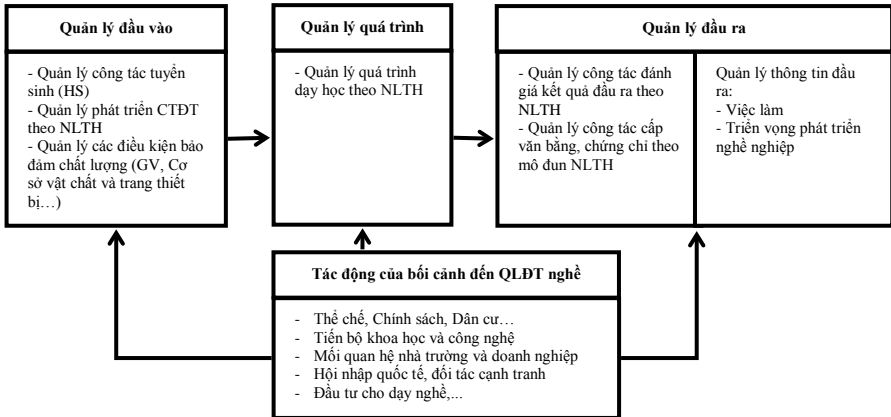 Quản lý đầu vào
- Quản lý công tác tuyển
sinh (HS)
- Quản lý phát triển CTĐT
theo NLTH
- Quản lý các điều kiện bảo
đảm chất lượng (GV, Cơ
sở vật chất và trang thiết
bị…)
Quản lý quá trình
- Quản lý quá trình
dạy học theo NLTH
Quản lý đầu ra
- Quản lý công tác đánh
giá kết quả đầu ra theo
NLTH
- Quản lý công tác cấp
văn bằng, chứng chỉ theo
mô đun NLTH
Quản lý thông tin đầu
ra:
- Việc làm
- Triển vọng phát triển
nghề nghiệp
Tác động của bối cảnh đến QLĐT nghề
- Thể chế, Chính sách, Dân cư…
- Tiến bộ khoa học và công nghệ
- Mối quan hệ nhà trường và doanh nghiệp
- Hội nhập quốc tế, đối tác cạnh tranh
- Đầu tư cho dạy nghề,...